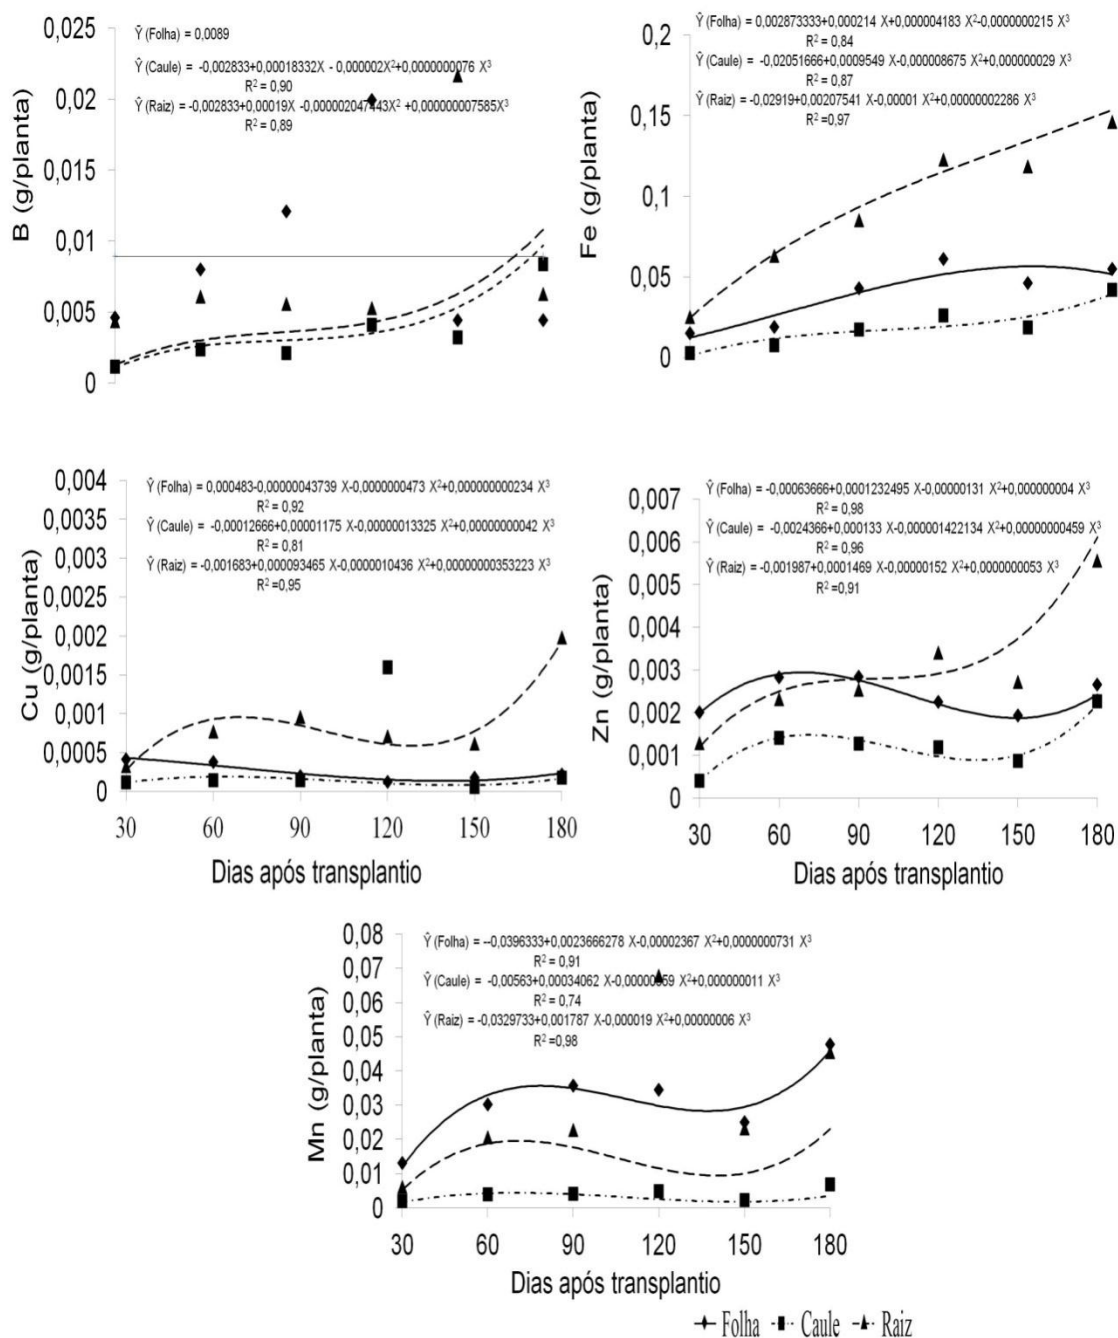 Ŷ (Folha) = 0,0089
Ŷ (Caule) = -0,002833+0,00018332X - 0,000002X²+0,0000000076 X³
R² = 0,90
Ŷ (Raiz) = -0,002833+0,00019X -0,000002047443X² +0,000000007585X³
R² = 0,89
0,025
0,02
0,015
0,01
0,005
0
B (g/planta)
Ŷ (Folha) = 0,002873333+0,000214 X+0,000004183 X²-0,0000000215 X³
R² = 0,84
Ŷ (Caule) = -0,02051666+0,0009549 X-0,000008675 X²+0,000000029 X³
R² = 0,87
Ŷ (Raiz) = -0,02919+0,00207541 X-0,00001 X²+0,00000002286 X³
R² =0,97
0,2
0,15
0,1
0,05
0
Fe (g/planta)
Ŷ (Folha) = 0,000483-0,00000043739 X-0,0000000473 X²+0,000000000234 X³
R² = 0,92
Ŷ (Caule) = -0,00012666+0,00001175 X-0,00000013325 X²+0,00000000042 X³
R² = 0,81
Ŷ (Raiz) = -0,001683+0,000093465 X-0,0000010436 X²+0,00000000353223 X³
R² =0,95
0,004
0,0035
0,003
0,0025
0,002
0,0015
0,001
0,0005
0
Cu (g/planta)
30 60 90 120 150 180
Dias após transplantio
Ŷ (Folha) = -0,00063666+0,0001232495 X-0,00000131 X²+0,000000004 X³
R² = 0,98
Ŷ (Caule) = -0,0024366+0,000133 X-0,000001422134 X²+0,00000000459 X³
R² = 0,96
Ŷ (Raiz) = -0,001987+0,0001469 X-0,00000152 X²+0,0000000053 X³
R² =0,91
0,007
0,006
0,005
0,004
0,003
0,002
0,001
0
Zn (g/planta)
30 60 90 120 150 180
Dias após transplantio
Ŷ (Folha) = --0,0396333+0,0023666278 X-0,00002367 X²+0,0000000731 X³
R² = 0,91
Ŷ (Caule) = -0,00563+0,00034062 X- X²+0,000000011 X³
R² = 0,74
Ŷ (Raiz) = -0,0329733+0,001787 X-0,000019 X²+0,00000006 X³
R² =0,98
0,08
0,07
0,06
0,05
0,04
0,03
0,02
0,01
0
Mn (g/planta)
30 60 90 120 150 180
Dias após transplantio
Folha Caule Raiz